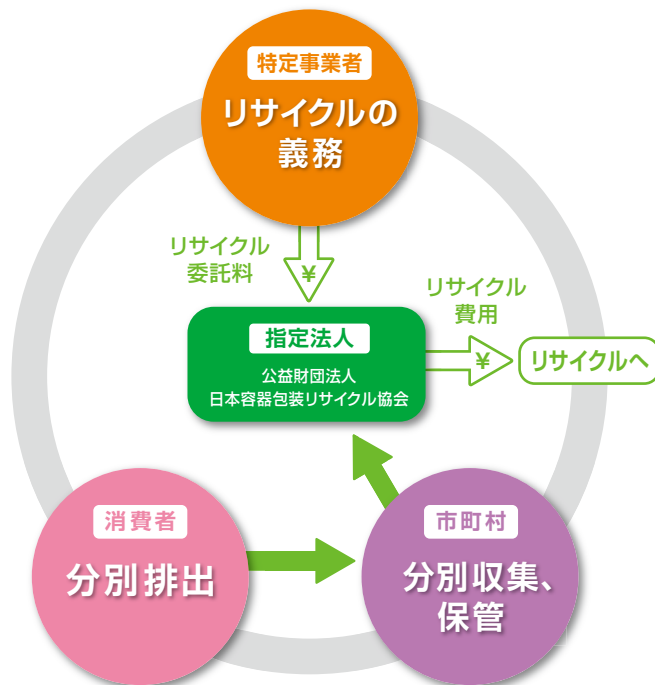 特定事業者
リサイクルの
義務
リサイクル
委託料
¥
リサイクル
費用
指定法人
公益財団法人
日本容器包装リサイクル協会
¥
リサイクルへ
消費者
分別排出
市町村
分別収集、
保管